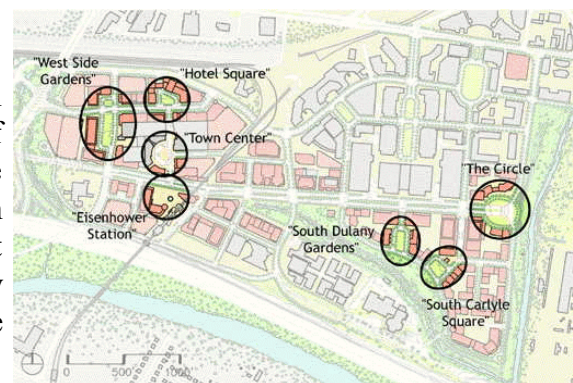 "West Side
Gardens"
"Hotel Square"
"Town Center"
"The Circle"
"Eisenhower
Station"
"South Dulany
Gardens"
"South Carlyle
Square"
0
500
1000